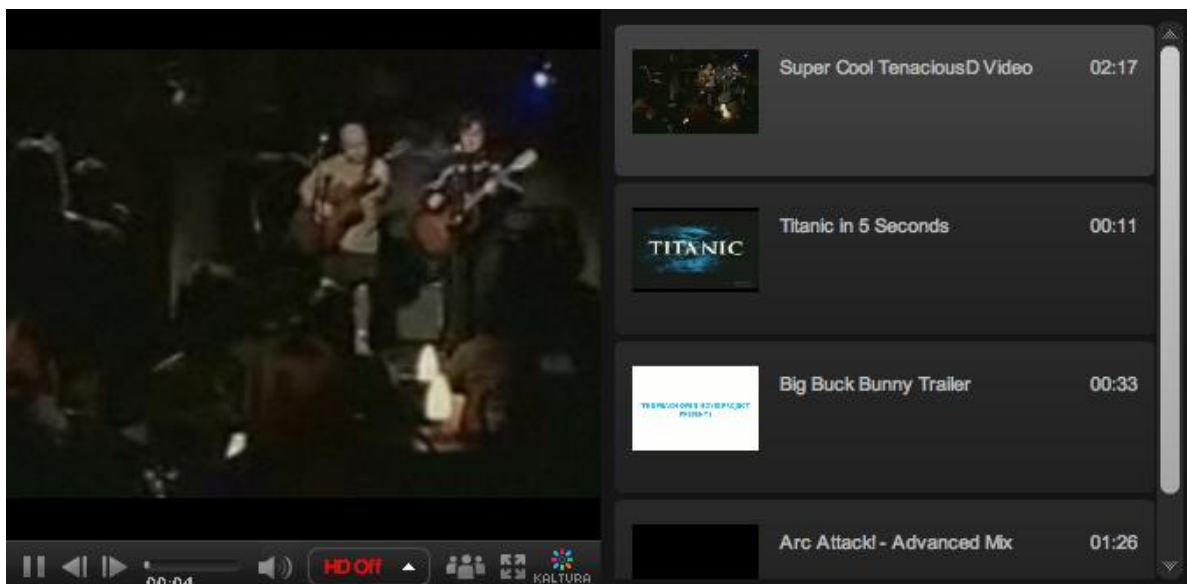 Super Cool TenaciousD Video 02:17
TITANIC
Titanic in 5 Seconds 00:11
Big Buck Bunny Trailer 00:33
Arc Attack! - Advanced Mix 01:26
00:04
HD Off
KALTURA